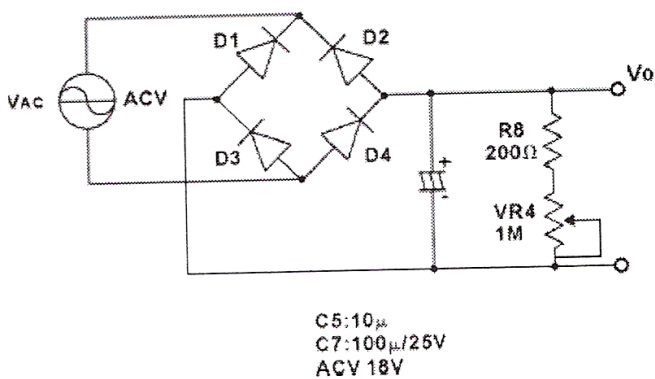 D1
D2
Vo
VAC
ACV
R8
200Ω
D3
D4
+
-
VR4
1M
C5:10μ
C7:100μ/25V
ACV 18V